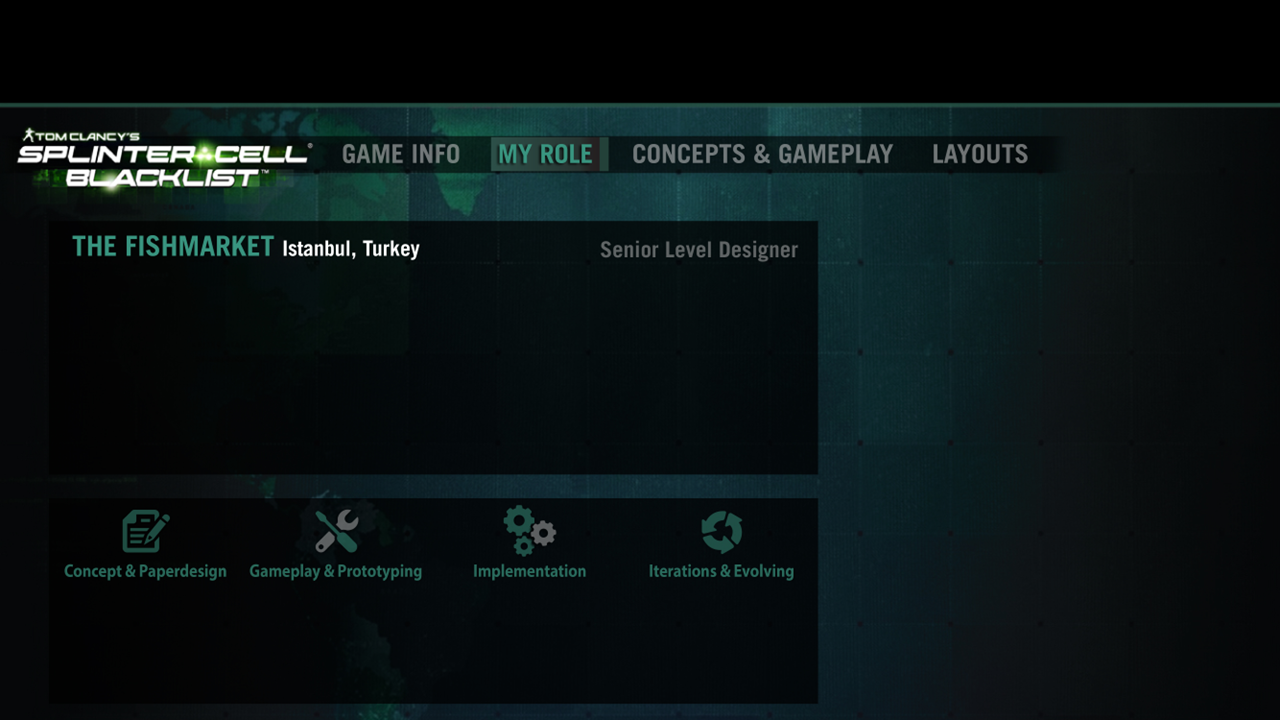 TOM CLANCY'S
SPLINTER CELL®
BLACKLIST™
GAME INFO MY ROLE CONCEPTS & GAMEPLAY LAYOUTS
THE FISHMARKET Istanbul, Turkey Senior Level Designer
Concept & Paperdesign Gameplay & Prototyping Implementation Iterations & Evolving